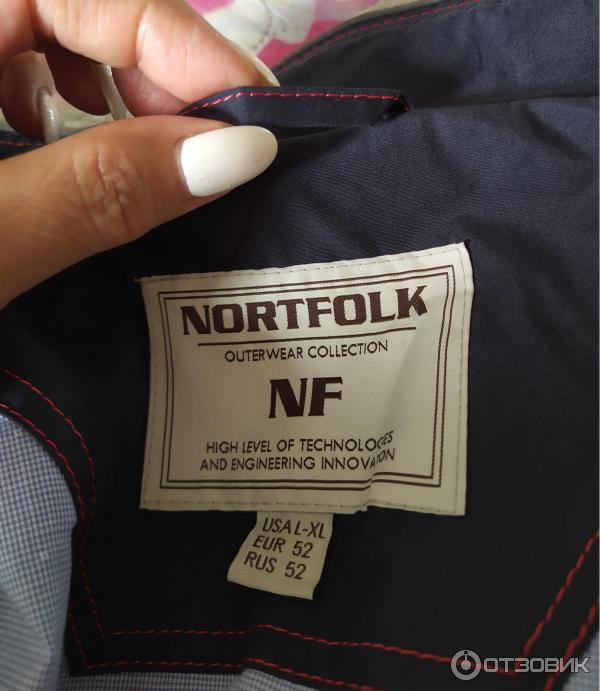 NORTFOLK
OUTERWEAR COLLECTION
NF
HIGH LEVEL OF TECHNOLOGIES
AND ENGINEERING INNOVATION
USA L-XL
EUR 52
RUS 52
ОТЗОВИК